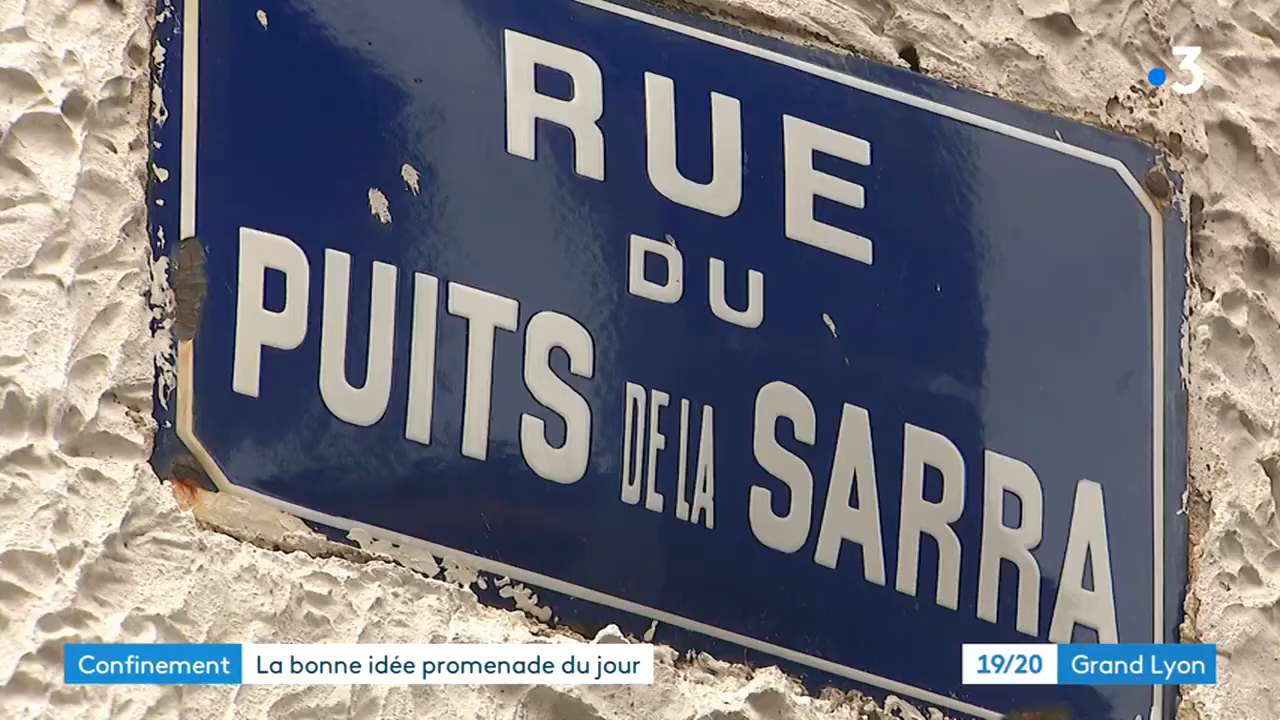 3
RUE
DU
PUITS DE LA SARRA
Confinement La bonne idée promenade du jour
19/20 Grand Lyon